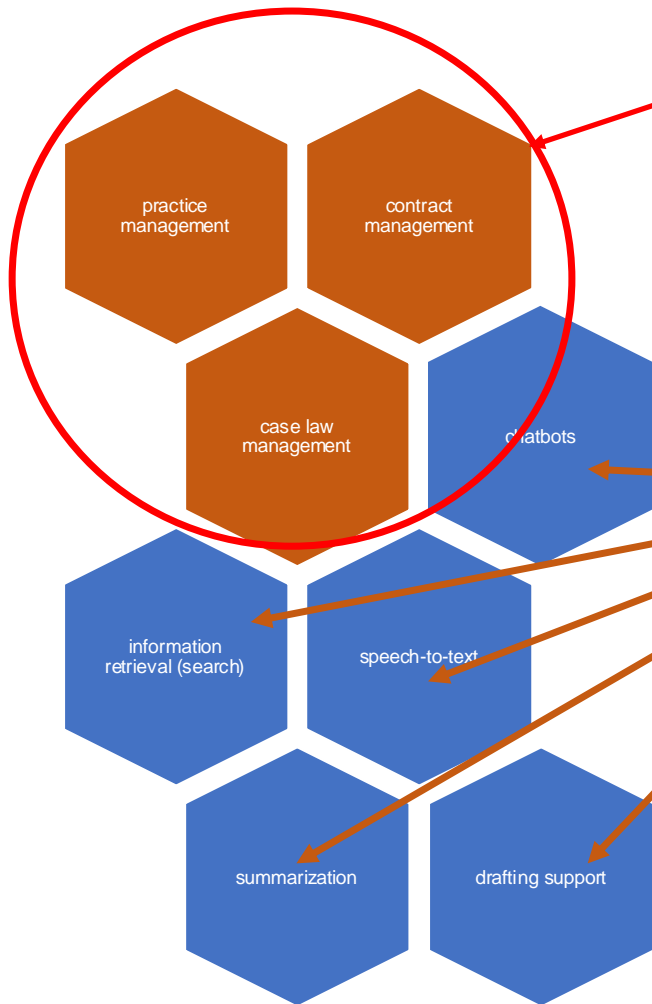 practice
management
contract
management
case law
management
chatbots
information
retrieval (search)
speech-to-text
summarization
drafting support